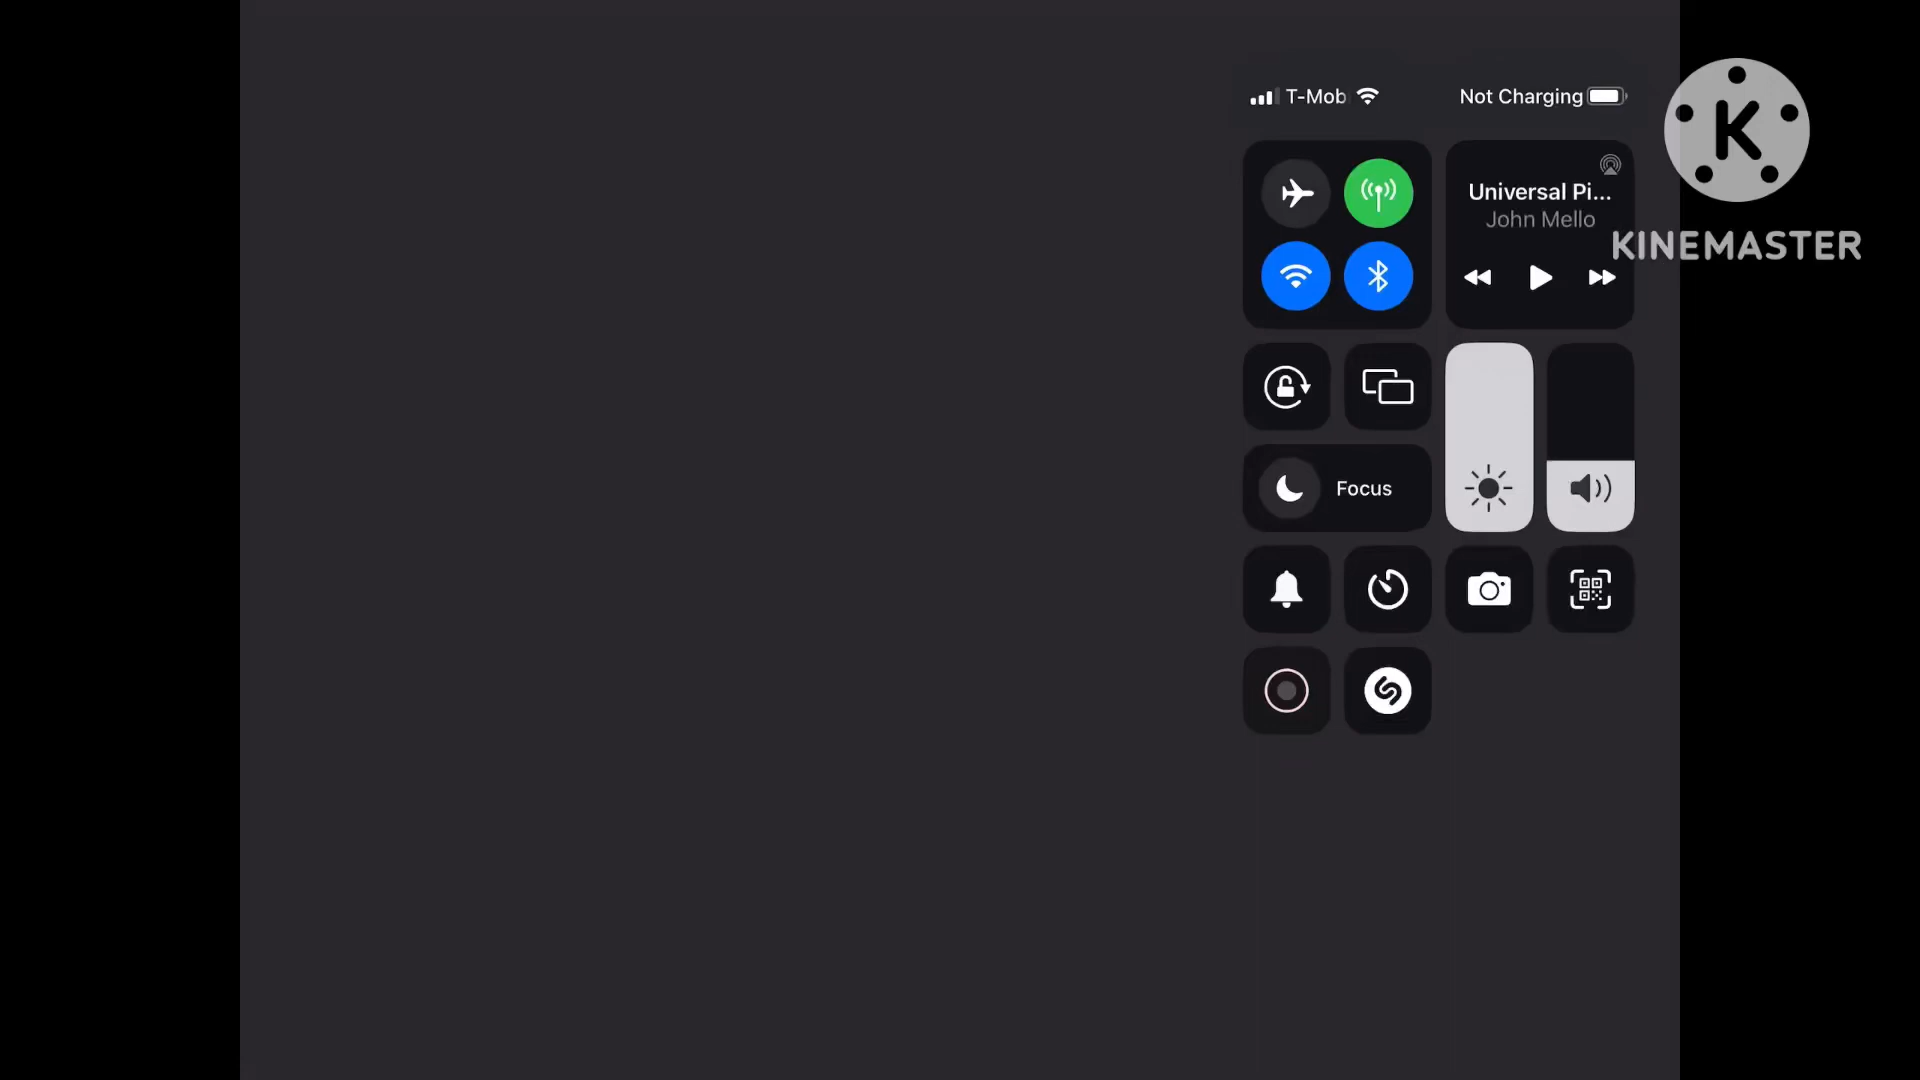 T-Mob
Not Charging
Universal Pi...
John Mello
K
KINEMASTER
Focus